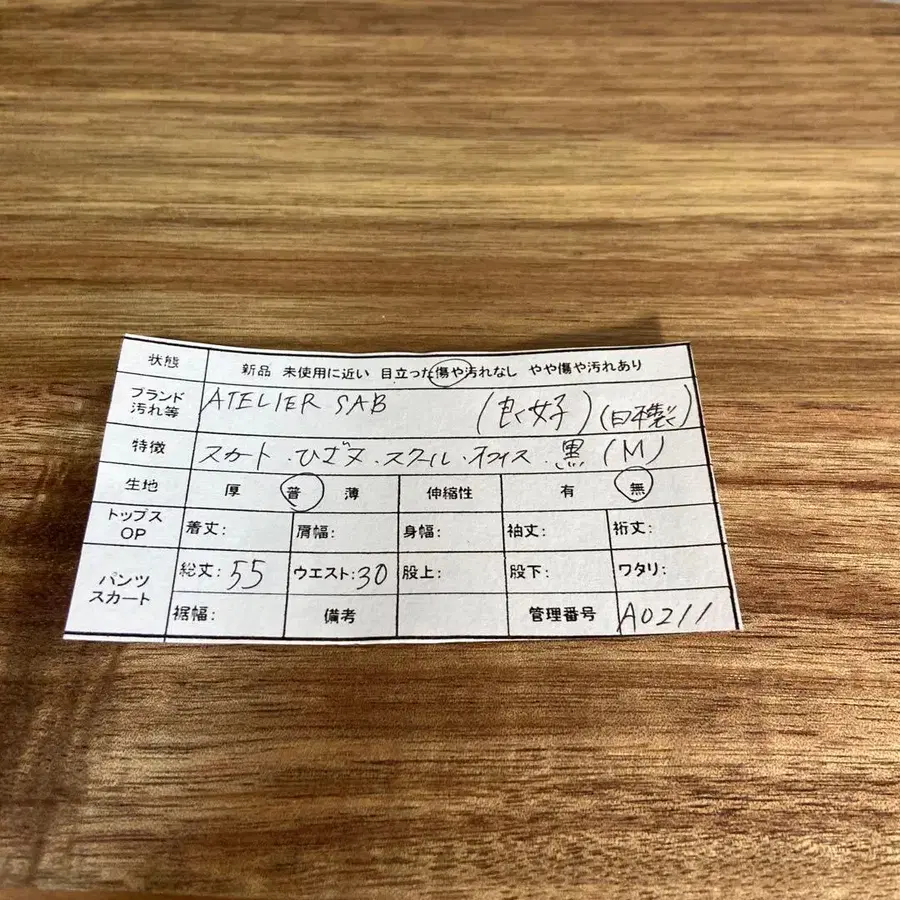 状態 新品 未使用に近い 目立った傷や汚れなし やや傷や汚れあり
ブランド 汚れ等 ATELIER SAB (良好) (日本製)
特徴 スカート・ひざ丈・スクール・オフィス・黒 (M)
生地 厚 普 薄 伸縮性 有 無
トップス OP 着丈: 肩幅: 身幅: 袖丈: 裄丈:
パンツ スカート 総丈: 55 ウエスト: 30 股上: 股下: ワタリ:
裾幅: 備考 管理番号 A0211